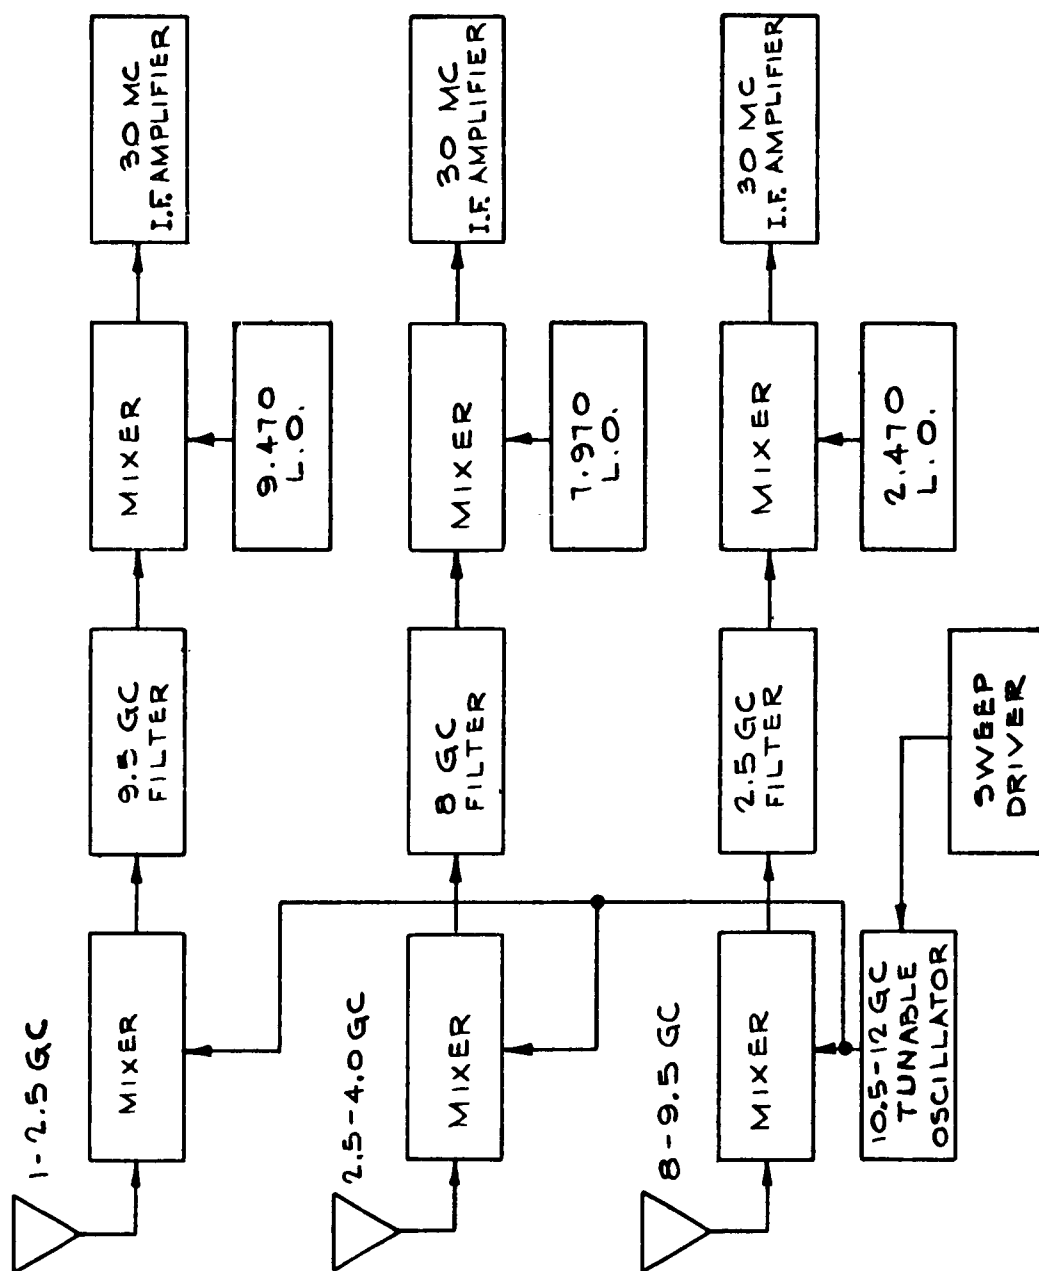 1-2.5 GC
MIXER
9.5 GC
FILTER
MIXER
9.470
L.O.
30 MC
I.F. AMPLIFIER
2.5-4.0 GC
MIXER
8 GC
FILTER
MIXER
7.970
L.O.
30 MC
I.F. AMPLIFIER
8-9.5 GC
MIXER
2.5 GC
FILTER
MIXER
2.470
L.O.
30 MC
I.F. AMPLIFIER
10.5-12 GC
TUNABLE
OSCILLATOR
SWEEP
DRIVER